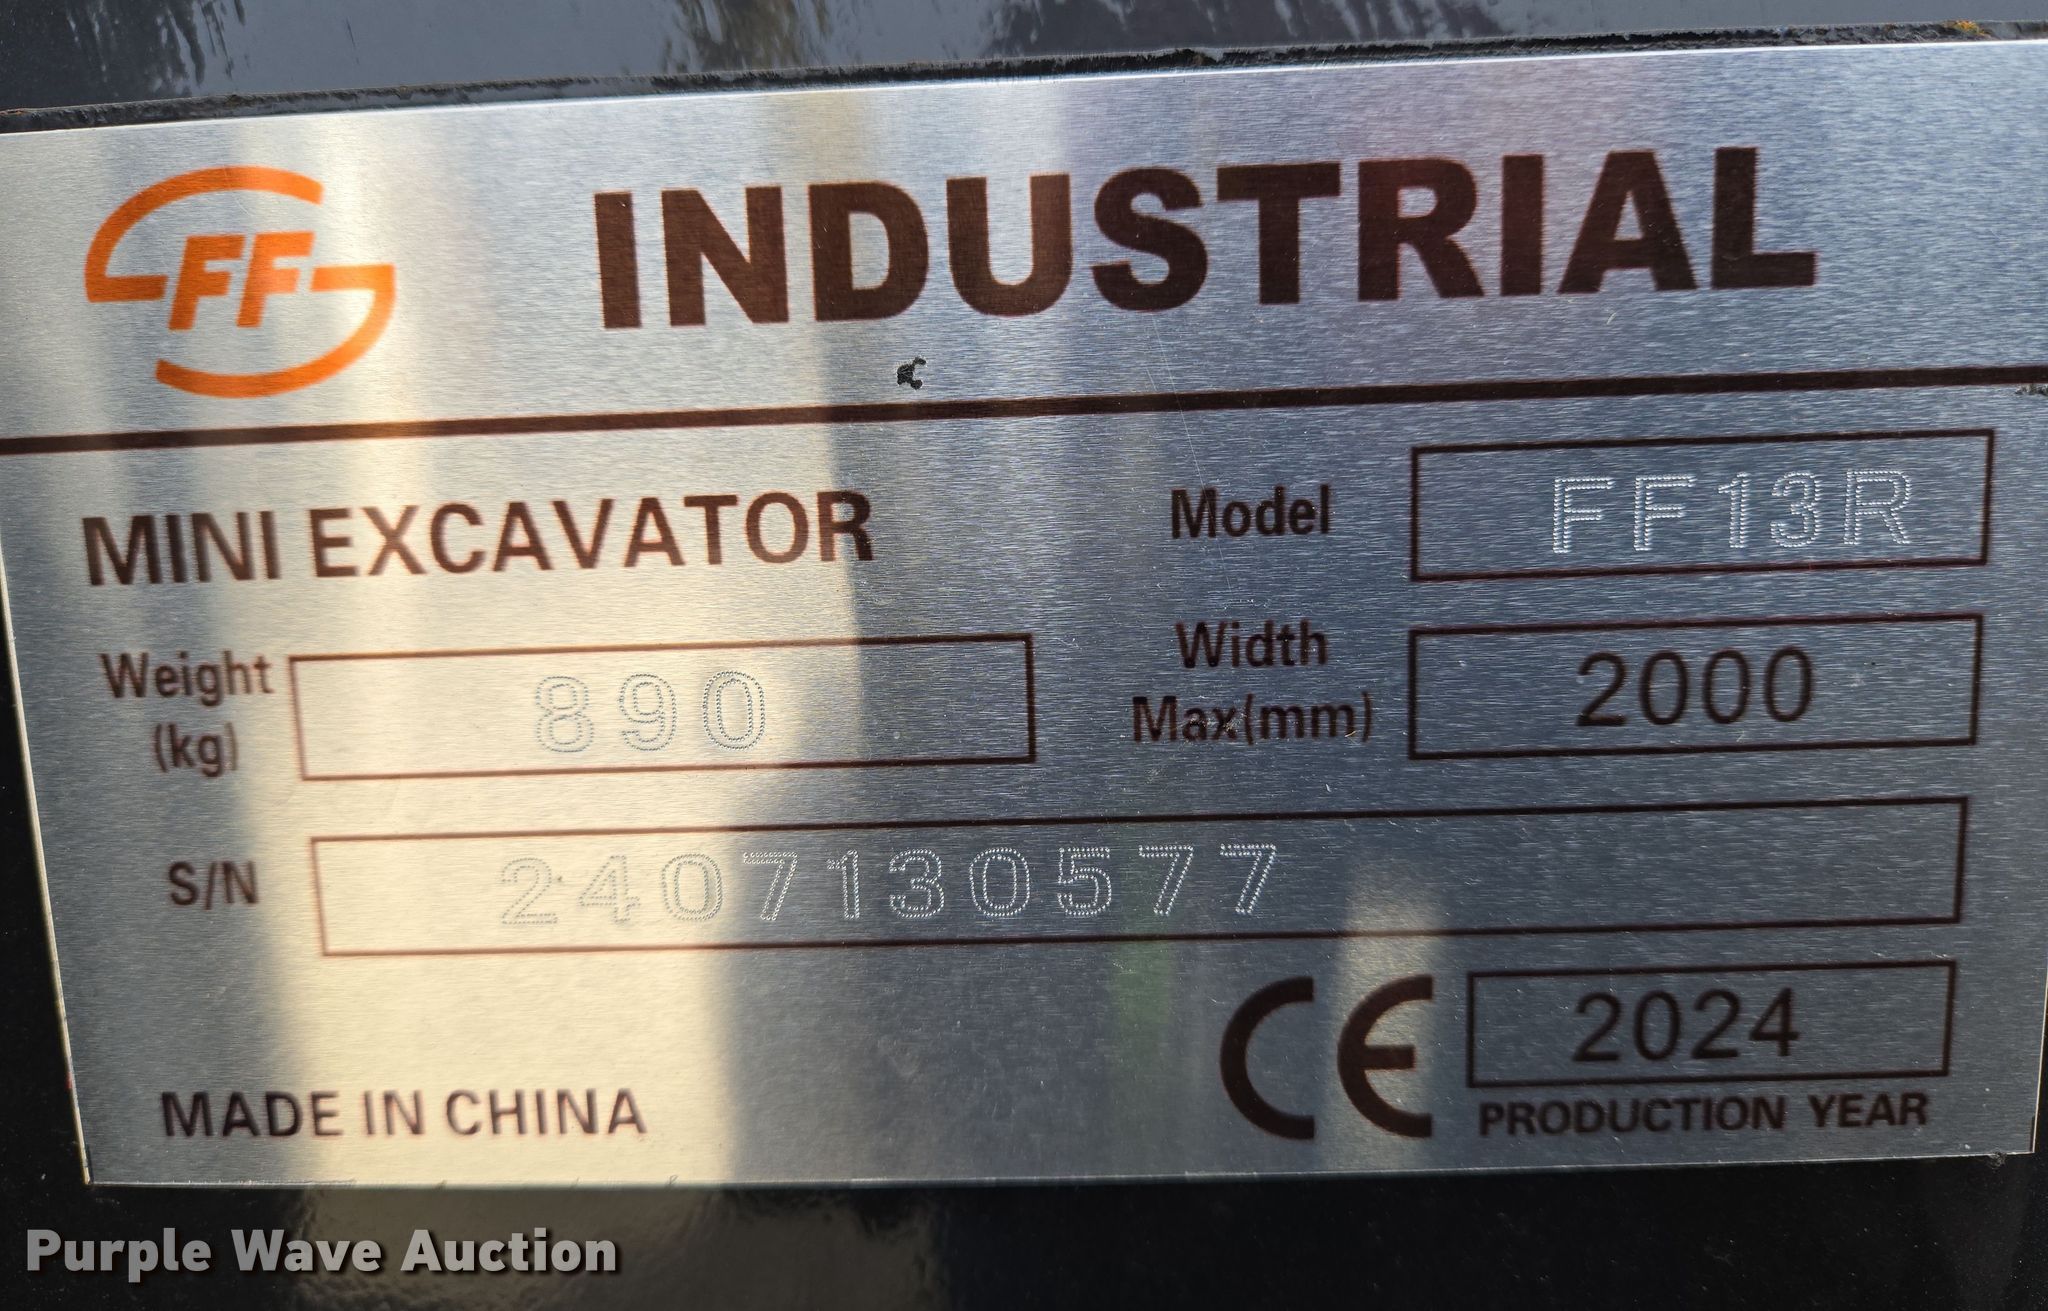 FF INDUSTRIAL
MINI EXCAVATOR
Model FF13R
Weight (kg) 890
Width Max(mm) 2000
S/N 2407130577
CE 2024
PRODUCTION YEAR
MADE IN CHINA
Purple Wave Auction